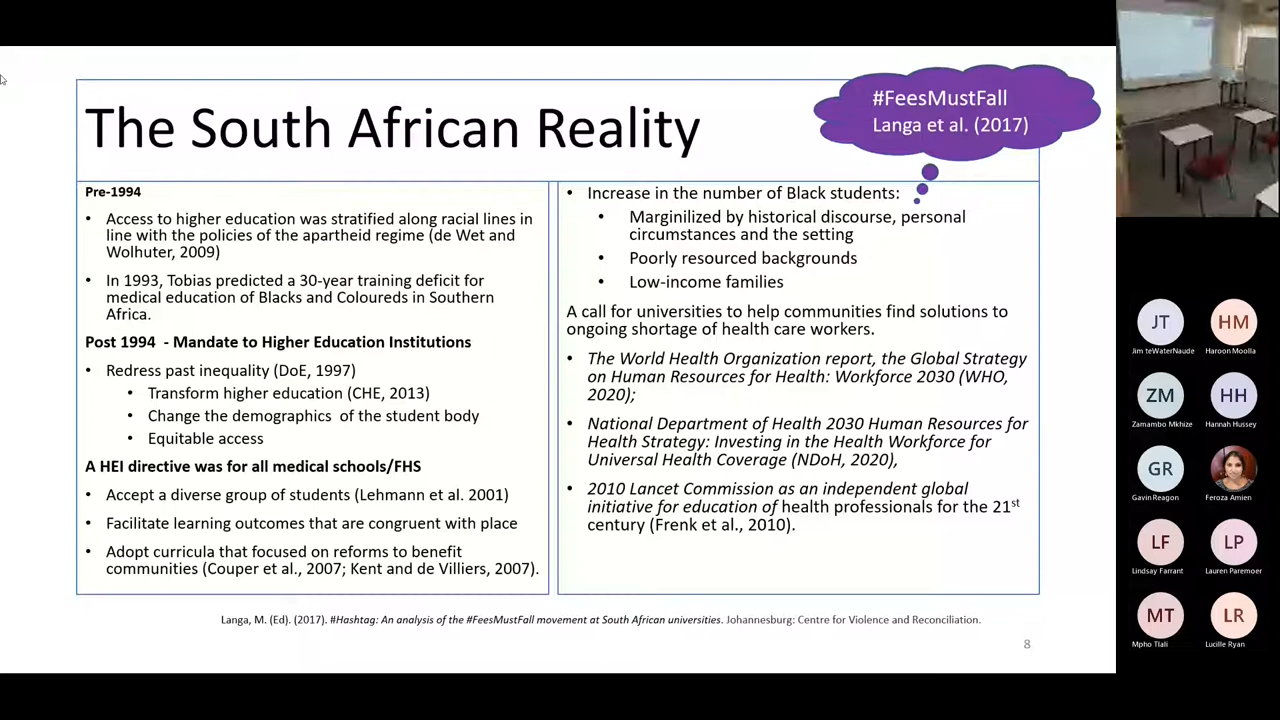 The South African Reality
#FeesMustFall
Langa et al. (2017)
Pre-1994
• Access to higher education was stratified along racial lines in
line with the policies of the apartheid regime (de Wet and
Wolhuter, 2009)
• In 1993, Tobias predicted a 30-year training deficit for
medical education of Blacks and Coloureds in Southern
Africa.
Post 1994 - Mandate to Higher Education Institutions
• Redress past inequality (DoE, 1997)
• Transform higher education (CHE, 2013)
• Change the demographics of the student body
• Equitable access
A HEI directive was for all medical schools/FHS
• Accept a diverse group of students (Lehmann et al. 2001)
• Facilitate learning outcomes that are congruent with place
• Adopt curricula that focused on reforms to benefit
communities (Couper et al., 2007; Kent and de Villiers, 2007).
• Increase in the number of Black students:
• Marginilized by historical discourse, personal
circumstances and the setting
• Poorly resourced backgrounds
• Low-income families
A call for universities to help communities find solutions to
ongoing shortage of health care workers.
• The World Health Organization report, the Global Strategy
on Human Resources for Health: Workforce 2030 (WHO,
2020);
• National Department of Health 2030 Human Resources for
Health Strategy: Investing in the Health Workforce for
Universal Health Coverage (NDoH, 2020),
• 2010 Lancet Commission as an independent global
initiative for education of health professionals for the 21st
century (Frenk et al., 2010).
Langa, M. (Ed). (2017). #Hashtag: An analysis of the #FeesMustFall movement at South African universities. Johannesburg: Centre for Violence and Reconciliation.
8
JT HM
Jim teWaterNaude Haroon Moolla
ZM HH
Zamambo Mkhize Hannah Hussey
GR
Gavin Reagon Feroza Amien
LF LP
Lindsay Farrant Lauren Paremoer
MT LR
Mpho Tlali Lucille Ryan